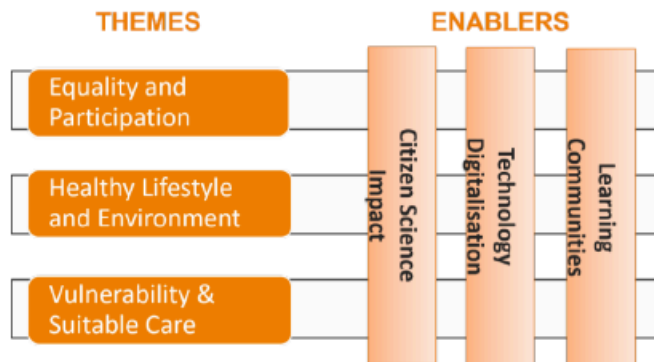 THEMES
ENABLERS
Equality and
Participation
Healthy Lifestyle
and Environment
Vulnerability &
Suitable Care
Citizen Science
Impact
Technology
Digitalisation
Learning
Communities